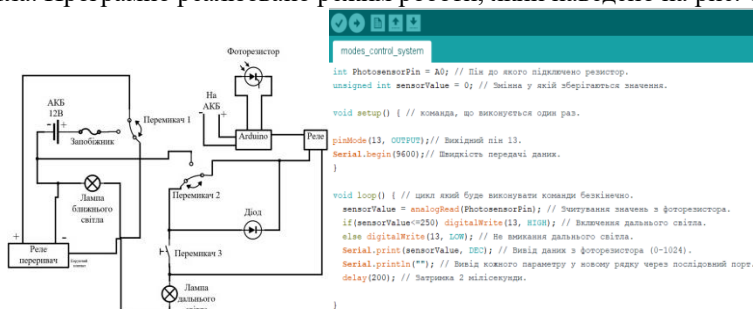 modes_control_system
Фоторезистор
На
АКБ
+
-
АКБ
12В
Перемикач 1
Запобіжник
Arduino
Реле
Лампа
ближнього
світла
Перемикач 2
Діод
+
-
Реле
переривач
Перемикач 3
Лампа
дальнього
int PhotosensorPin = A0; // Пін до якого підключено резистор.
unsigned int sensorValue = 0; // Змінна у якій зберігаються значення.
void setup() { // команда, що виконується один раз.
pinMode(13, OUTPUT);// Вихідний пін 13.
Serial.begin(9600);// Швидкість передачі даних.
}
void loop() { // цикл який буде виконувати команди безкінечно.
sensorValue = analogRead(PhotosensorPin); // Зчитування значень з фоторезистора.
if(sensorValue<=250) digitalWrite(13, HIGH); // Включення дальнього світла.
else digitalWrite(13, LOW); // Не вмикання дальнього світла.
Serial.print(sensorValue, DEC); // Вивід даних з фоторезистора (0-1024).
Serial.println(""); // Вивід кожного параметру у новому рядку через послідовний порт.
delay(200); // Затримка 2 мілісекунди.
}